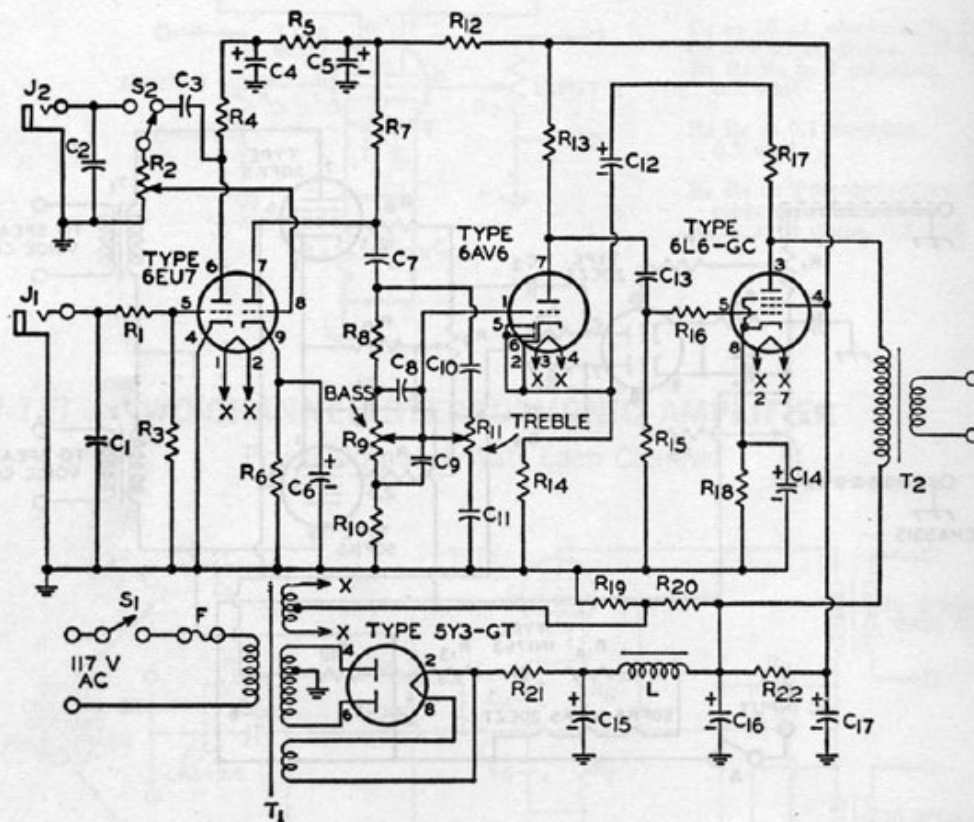 R5
R12
C3
C4
C5
J2
S2
R4
R7
R13
C12
R17
C2
R2
TYPE
6EU7
TYPE
6AV6
TYPE
6L6-GC
6
7
7
3
C7
C13
J1
5
8
1
5
4
R1
4
9
R8
5
6
R16
8
C8
C10
2
3
4
1
2
X
X
X
X
X
X
2
7
BASS
R9
R11
TREBLE
C1
R3
C9
R15
R6
C6
R14
R18
C14
T2
R10
C11
S1
F
X
X
R19
R20
TYPE 5Y3-GT
117 V
AC
4
2
6
8
R21
L
R22
C15
C16
C17
T1